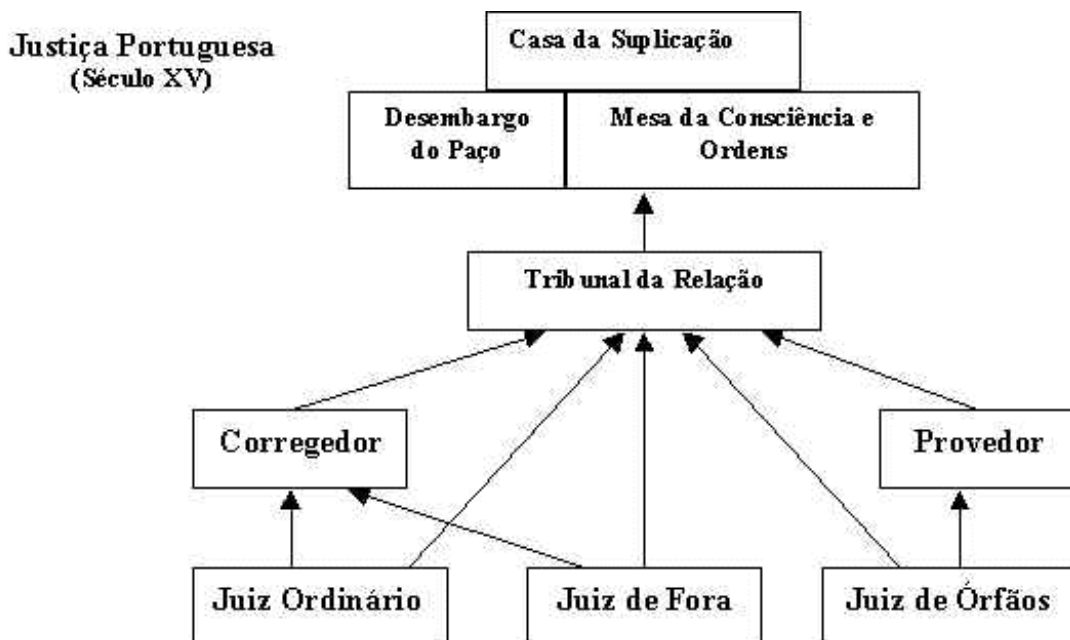 Justiça Portuguesa
(Século XV)
Casa da Suplicação
Desembargo
do Paço
Mesa da Consciência e
Ordens
Tribunal da Relação
Corregedor
Provedor
Juiz Ordinário
Juiz de Fora
Juiz de Órfãos